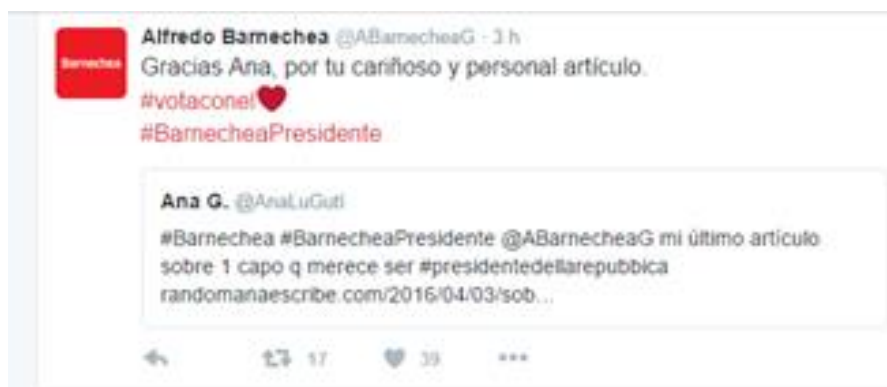 Barnechea
Alfredo Barnechea @ABarnecheaG · 3 h
Gracias Ana, por tu cariñoso y personal artículo.
#votaconel❤
#BarnecheaPresidente
Ana G. @AnaLuGuti
#Barnechea #BarnecheaPresidente @ABarnecheaG mi último artículo
sobre 1 capo q merece ser #presidentedellarepubbica
randomanaescribe.com/2016/04/03/sob...
17 39